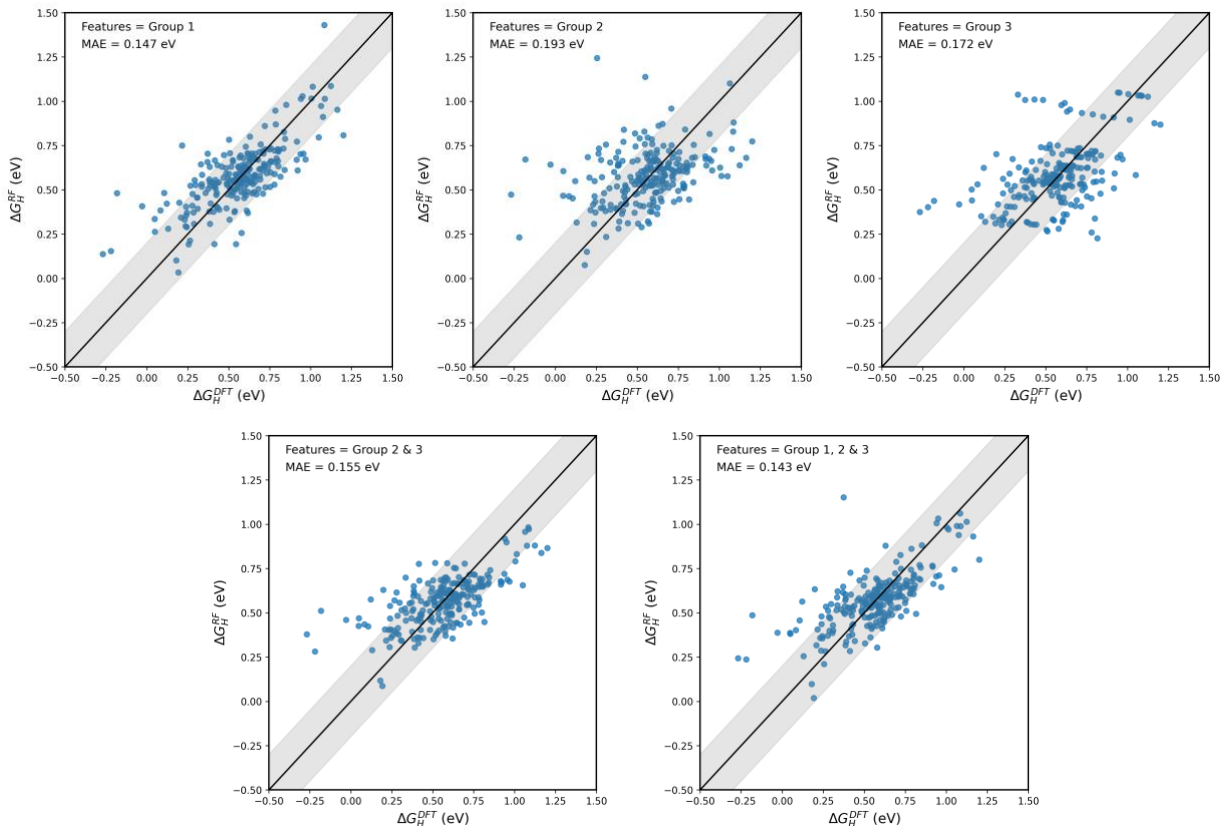 Features = Group 1
MAE = 0.147 eV
1.50
1.25
1.00
0.75
0.50
0.25
0.00
−0.25
−0.50
ΔG_H^RF (eV)
−0.50 −0.25 0.00 0.25 0.50 0.75 1.00 1.25 1.50
ΔG_H^DFT (eV)
Features = Group 2
MAE = 0.193 eV
1.50
1.25
1.00
0.75
0.50
0.25
0.00
−0.25
−0.50
ΔG_H^RF (eV)
−0.50 −0.25 0.00 0.25 0.50 0.75 1.00 1.25 1.50
ΔG_H^DFT (eV)
Features = Group 3
MAE = 0.172 eV
1.50
1.25
1.00
0.75
0.50
0.25
0.00
−0.25
−0.50
ΔG_H^RF (eV)
−0.50 −0.25 0.00 0.25 0.50 0.75 1.00 1.25 1.50
ΔG_H^DFT (eV)
Features = Group 2 & 3
MAE = 0.155 eV
1.50
1.25
1.00
0.75
0.50
0.25
0.00
−0.25
−0.50
ΔG_H^RF (eV)
−0.50 −0.25 0.00 0.25 0.50 0.75 1.00 1.25 1.50
ΔG_H^DFT (eV)
Features = Group 1, 2 & 3
MAE = 0.143 eV
1.50
1.25
1.00
0.75
0.50
0.25
0.00
−0.25
−0.50
ΔG_H^RF (eV)
−0.50 −0.25 0.00 0.25 0.50 0.75 1.00 1.25 1.50
ΔG_H^DFT (eV)